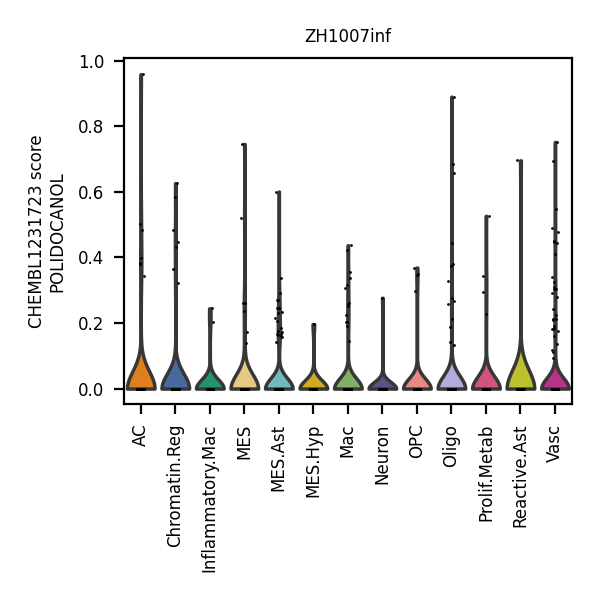 ZH1007inf
CHEMBL1231723 score
POLIDOCANOL
1.0
0.8
0.6
0.4
0.2
0.0
AC
Chromatin.Reg
Inflammatory.Mac
MES
MES.Ast
MES.Hyp
Mac
Neuron
OPC
Oligo
Prolif.Metab
Reactive.Ast
Vasc